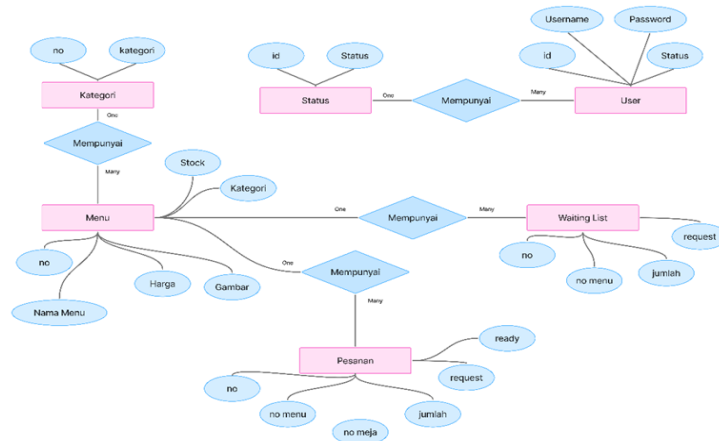 Username
Password
no
kategori
id
Status
id
Status
Kategori
Status
One
Mempunyai
Many
User
One
Mempunyai
Many
Stock
Kategori
Menu
One
Mempunyai
Many
Waiting List
request
no
no
One
Mempunyai
jumlah
Harga
Gambar
no menu
Nama Menu
Many
ready
Pesanan
request
no
no menu
jumlah
no meja